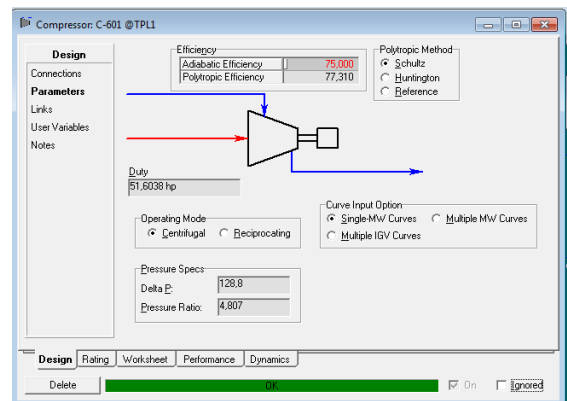 Compressor: C-601 @TPL1
Design
Connections
Parameters
Links
User Variables
Notes
Efficiency
Adiabatic Efficiency 75,000
Polytropic Efficiency 77,310
Polytropic Method
Schultz
Huntington
Reference
Duty
51,6038 hp
Operating Mode
Centrifugal Reciprocating
Curve Input Option
Single-MW Curves Multiple MW Curves
Multiple IGV Curves
Pressure Specs
Delta P: 128,8
Pressure Ratio: 4,807
Design Rating Worksheet Performance Dynamics
Delete OK On Ignored